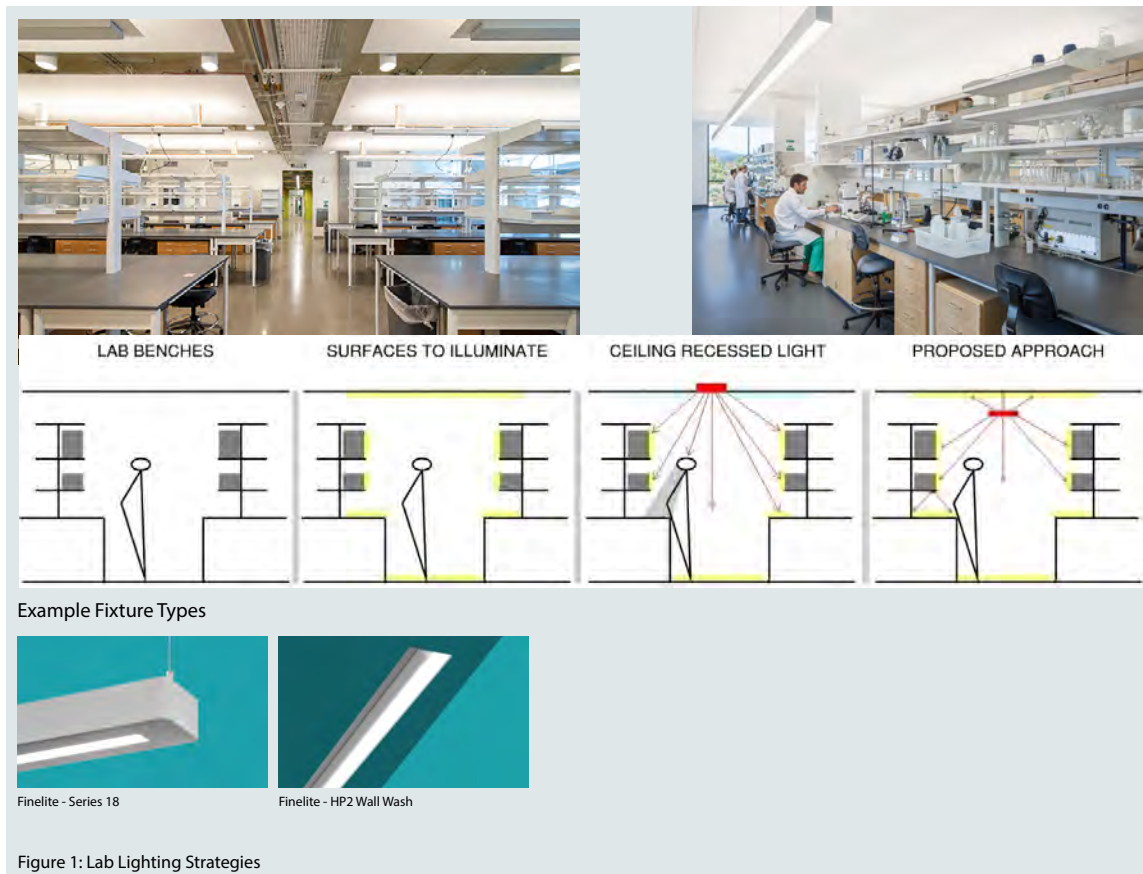 LAB BENCHES
SURFACES TO ILLUMINATE
CEILING RECESSED LIGHT
PROPOSED APPROACH
Example Fixture Types
Finelite - Series 18
Finelite - HP2 Wall Wash
Figure 1: Lab Lighting Strategies